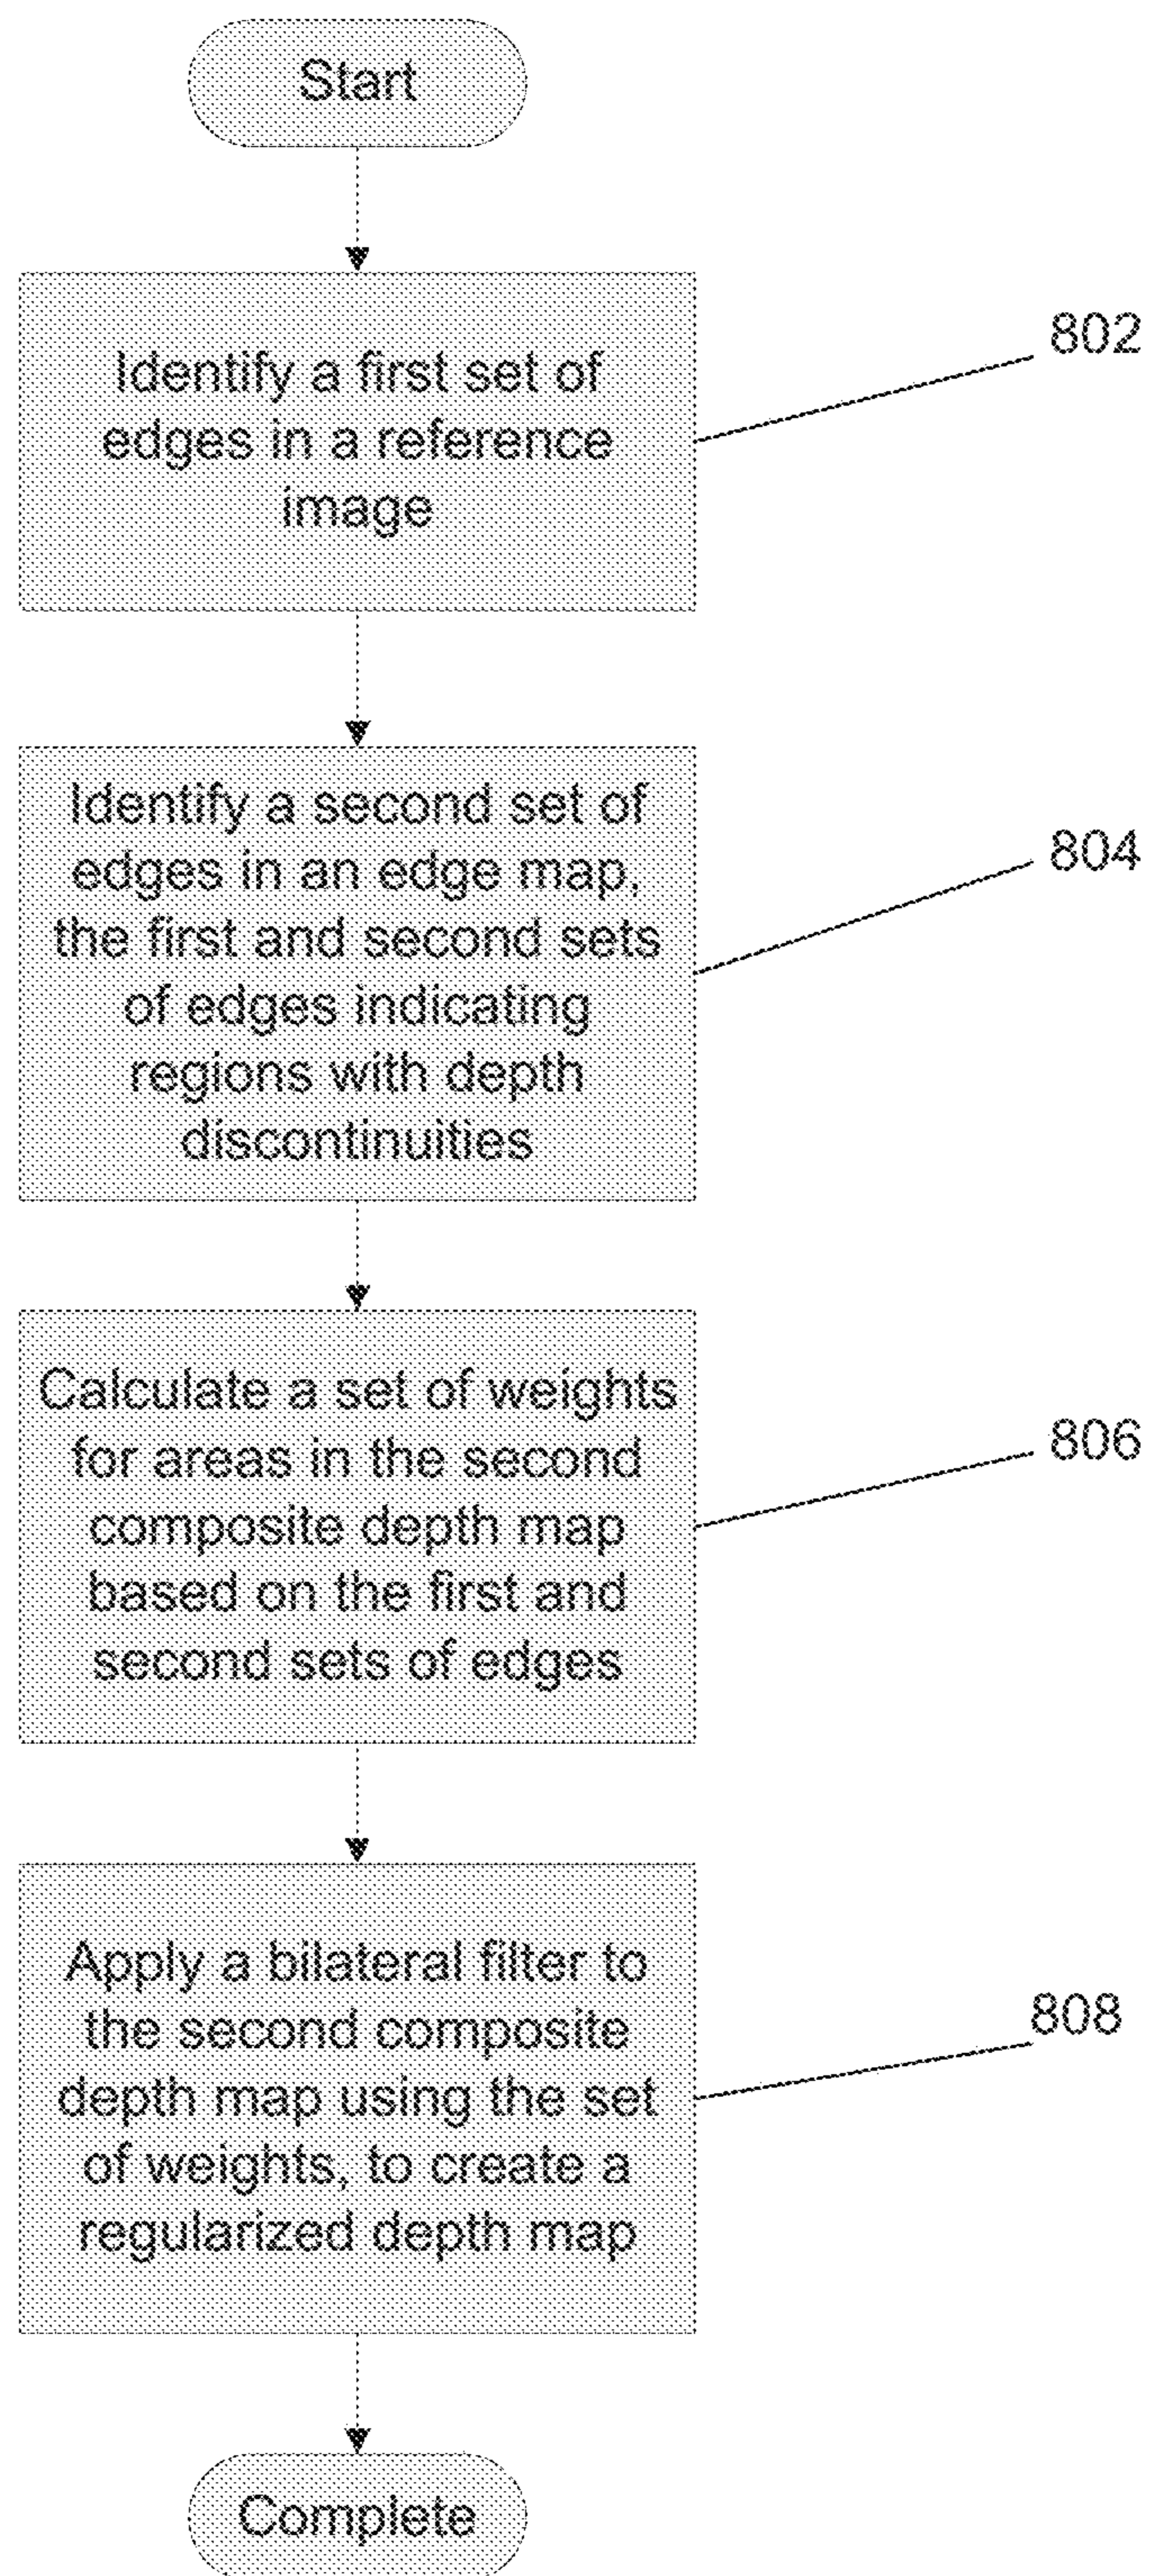 Start
Identify a first set of
edges in a reference
image
802
Identify a second set of
edges in an edge map,
the first and second sets
of edges indicating
regions with depth
discontinuities
804
Calculate a set of weights
for areas in the second
composite depth map
based on the first and
second sets of edges
806
Apply a bilateral filter to
the second composite
depth map using the set
of weights, to create a
regularized depth map
808
Complete